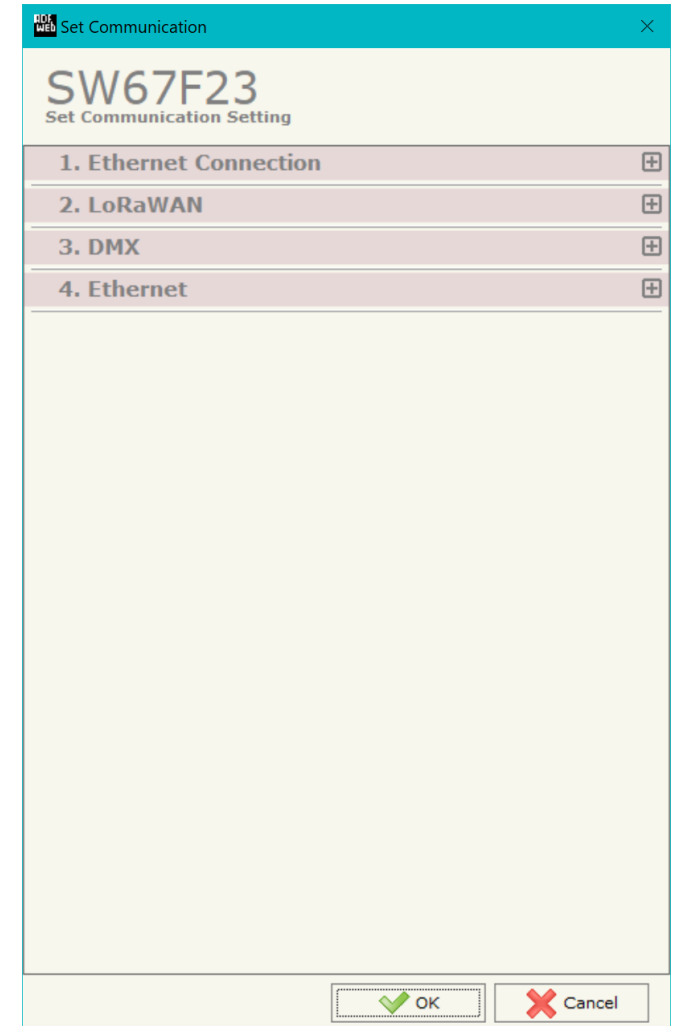 ADF
WEB
Set Communication
SW67F23
Set Communication Setting
1. Ethernet Connection
2. LoRaWAN
3. DMX
4. Ethernet
OK
Cancel